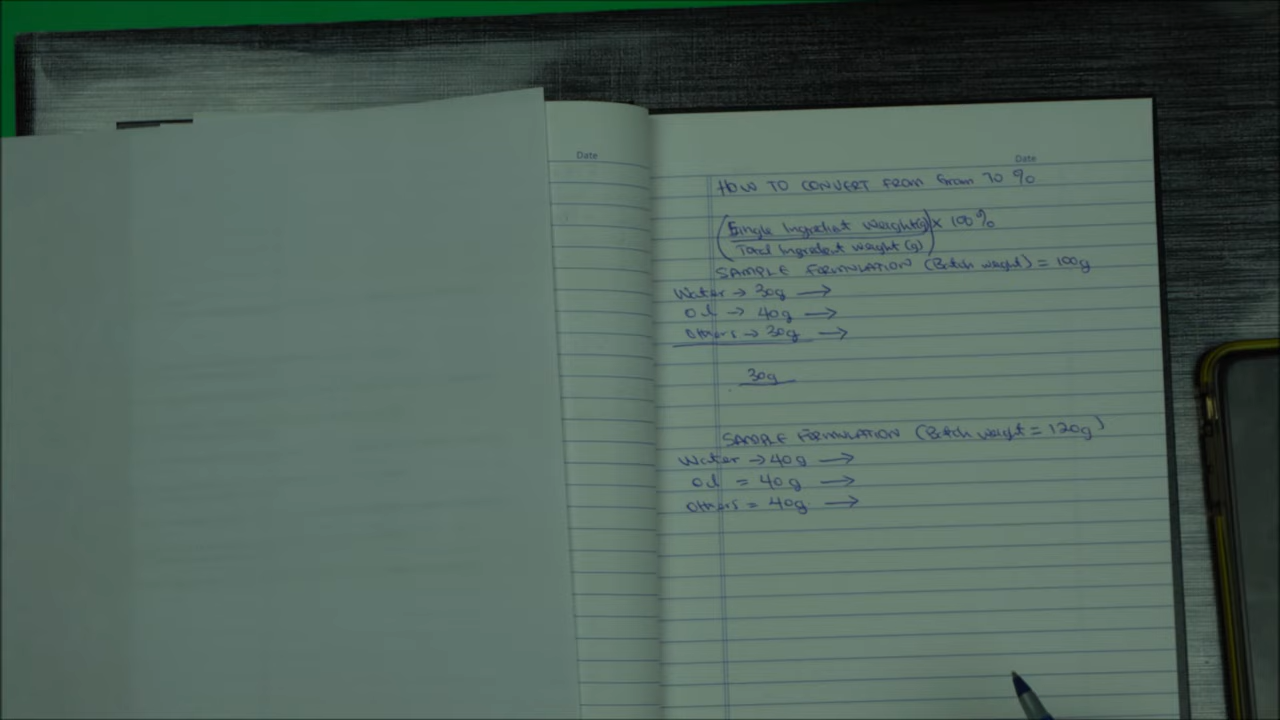 Date
Date
HOW TO CONVERT FROM From TO %
(Single Ingredient Weight(g)) × 100%
Total Ingredient weight (g)
SAMPLE FORMULATION (Batch weight) = 100g
Water → 30g →
Oil → 40g →
Others → 30g →
30g
SAMPLE FORMULATION (Batch weight = 120g)
Water → 40g →
Oil = 40g →
Others = 40g →